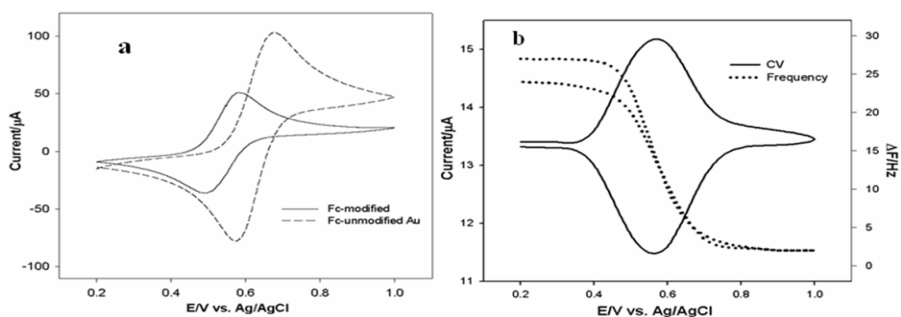 a
100
50
0
-50
-100
Current/µA
Fc-modified
Fc-unmodified Au
0.2 0.4 0.6 0.8 1.0
E/V vs. Ag/AgCl
b
15
14
13
12
11
Current/µA
CV
Frequency
30
25
20
15
10
5
0
ΔF/Hz
0.2 0.4 0.6 0.8 1.0
E/V vs. Ag/AgCl